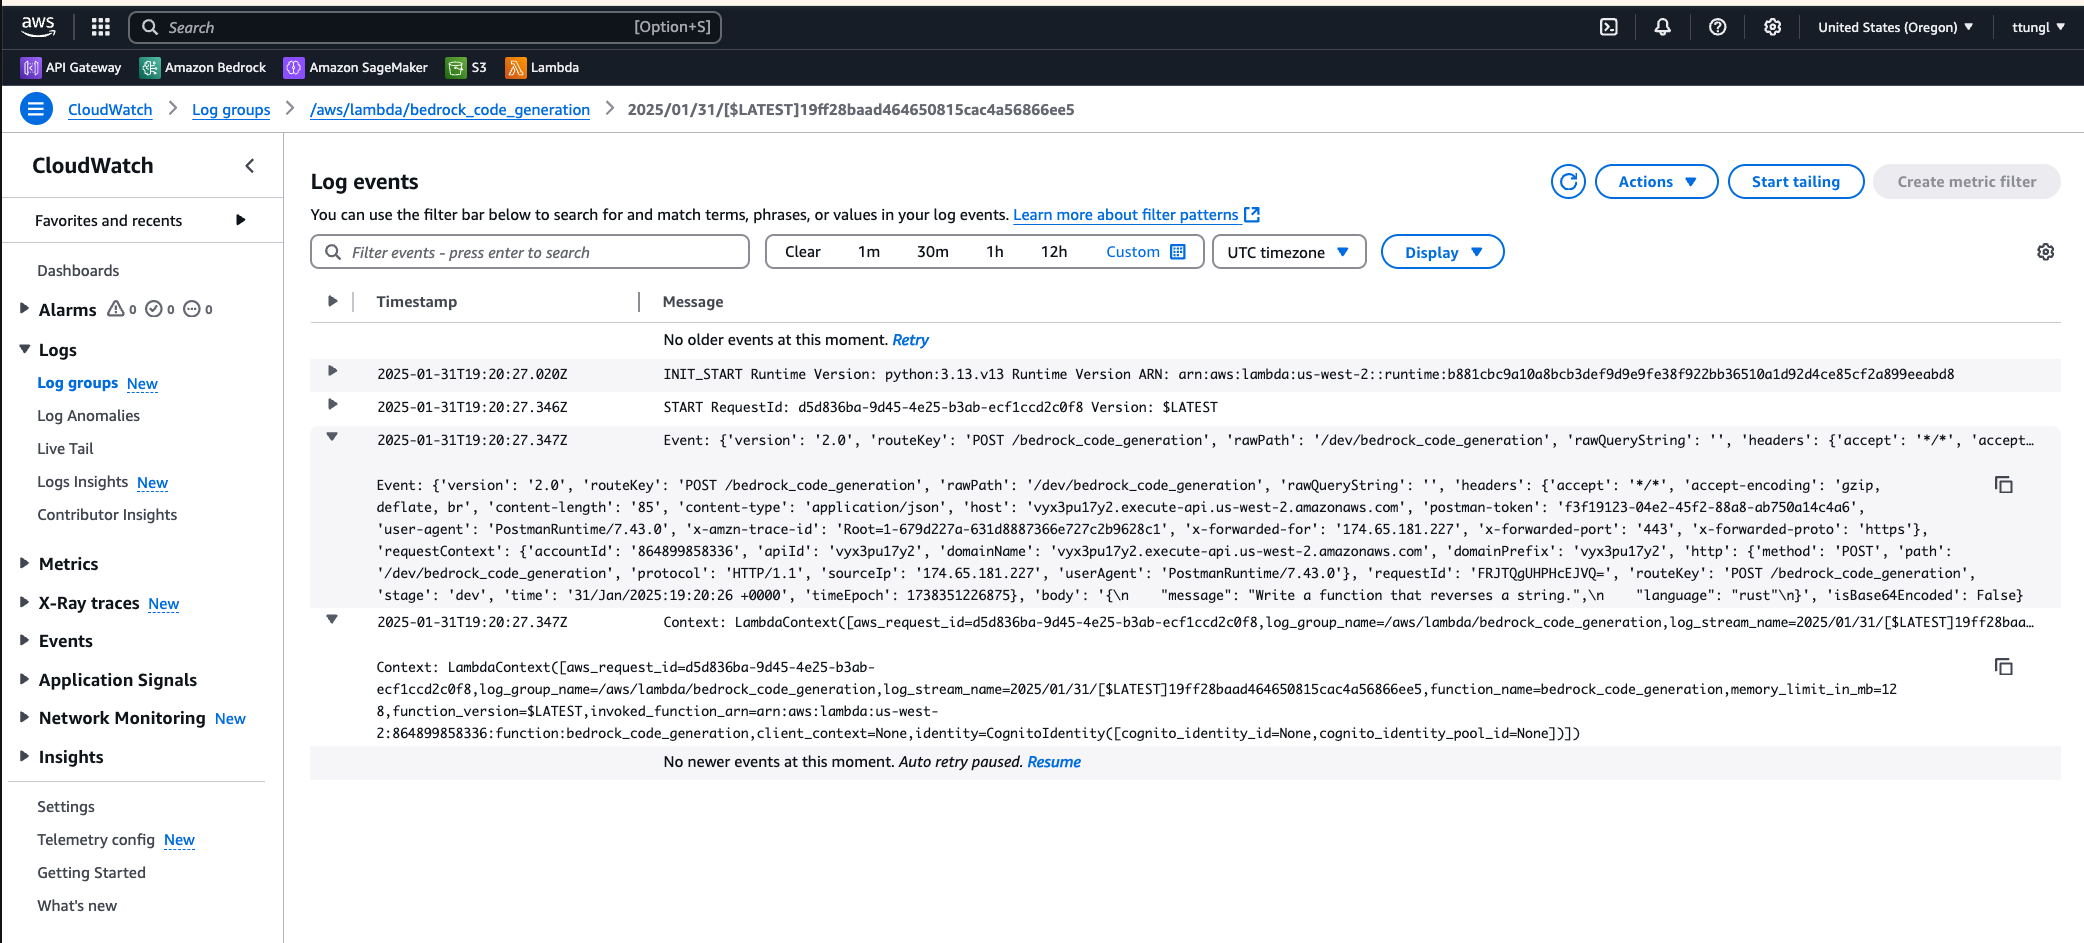 aws
Search [Option+S]
United States (Oregon)
ttungl
API Gateway
Amazon Bedrock
Amazon SageMaker
S3
Lambda
CloudWatch
Log groups
/aws/lambda/bedrock_code_generation
2025/01/31/[$LATEST]19ff28baad464650815cac4a56866ee5
CloudWatch
Favorites and recents
Dashboards
Alarms 0 0 0
Logs
Log groups New
Log Anomalies
Live Tail
Logs Insights New
Contributor Insights
Metrics
X-Ray traces New
Events
Application Signals
Network Monitoring New
Insights
Settings
Telemetry config New
Getting Started
What's new
Log events
Actions
Start tailing
Create metric filter
You can use the filter bar below to search for and match terms, phrases, or values in your log events. Learn more about filter patterns
Filter events - press enter to search
Clear 1m 30m 1h 12h Custom
UTC timezone
Display
Timestamp Message
No older events at this moment. Retry
2025-01-31T19:20:27.020Z INIT_START Runtime Version: python:3.13.v13 Runtime Version ARN: arn:aws:lambda:us-west-2::runtime:b881cbc9a10a8bcb3def9d9e9fe38f922bb36510a1d92d4ce85cf2a899eeabd8
2025-01-31T19:20:27.346Z START RequestId: d5d836ba-9d45-4e25-b3ab-ecf1ccd2c0f8 Version: $LATEST
2025-01-31T19:20:27.347Z Event: {'version': '2.0', 'routeKey': 'POST /bedrock_code_generation', 'rawPath': '/dev/bedrock_code_generation', 'rawQueryString': '', 'headers': {'accept': '*/*', 'accept…
Event: {'version': '2.0', 'routeKey': 'POST /bedrock_code_generation', 'rawPath': '/dev/bedrock_code_generation', 'rawQueryString': '', 'headers': {'accept': '*/*', 'accept-encoding': 'gzip,
deflate, br', 'content-length': '85', 'content-type': 'application/json', 'host': 'vyx3pu17y2.execute-api.us-west-2.amazonaws.com', 'postman-token': 'f3f19123-04e2-45f2-88a8-ab750a14c4a6',
'user-agent': 'PostmanRuntime/7.43.0', 'x-amzn-trace-id': 'Root=1-679d227a-631d8887366e727c2b9628c1', 'x-forwarded-for': '174.65.181.227', 'x-forwarded-port': '443', 'x-forwarded-proto': 'https'},
'requestContext': {'accountId': '864899858336', 'apiId': 'vyx3pu17y2', 'domainName': 'vyx3pu17y2.execute-api.us-west-2.amazonaws.com', 'domainPrefix': 'vyx3pu17y2', 'http': {'method': 'POST', 'path':
'/dev/bedrock_code_generation', 'protocol': 'HTTP/1.1', 'sourceIp': '174.65.181.227', 'userAgent': 'PostmanRuntime/7.43.0'}, 'requestId': 'FRJTQgUHPHcEJVQ=', 'routeKey': 'POST /bedrock_code_generation',
'stage': 'dev', 'time': '31/Jan/2025:19:20:26 +0000', 'timeEpoch': 1738351226875}, 'body': '{\n    "message": "Write a function that reverses a string.",\n    "language": "rust"\n}', 'isBase64Encoded': False}
2025-01-31T19:20:27.347Z Context: LambdaContext([aws_request_id=d5d836ba-9d45-4e25-b3ab-ecf1ccd2c0f8,log_group_name=/aws/lambda/bedrock_code_generation,log_stream_name=2025/01/31/[$LATEST]19ff28baa…
Context: LambdaContext([aws_request_id=d5d836ba-9d45-4e25-b3ab-
ecf1ccd2c0f8,log_group_name=/aws/lambda/bedrock_code_generation,log_stream_name=2025/01/31/[$LATEST]19ff28baad464650815cac4a56866ee5,function_name=bedrock_code_generation,memory_limit_in_mb=12
8,function_version=$LATEST,invoked_function_arn=arn:aws:lambda:us-west-
2:864899858336:function:bedrock_code_generation,client_context=None,identity=CognitoIdentity([cognito_identity_id=None,cognito_identity_pool_id=None])])
No newer events at this moment. Auto retry paused. Resume